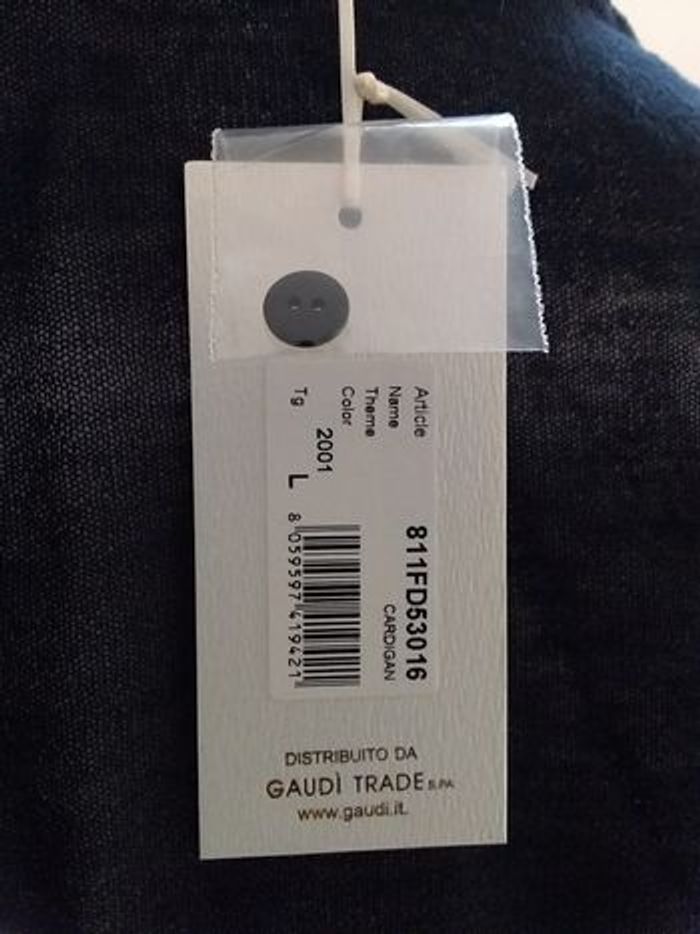 Article 811FD53016
Name CARDIGAN
Theme
Color 2001
Tg L
8 059597 419421
DISTRIBUITO DA
GAUDÌ TRADE S.P.A.
www.gaudi.it.